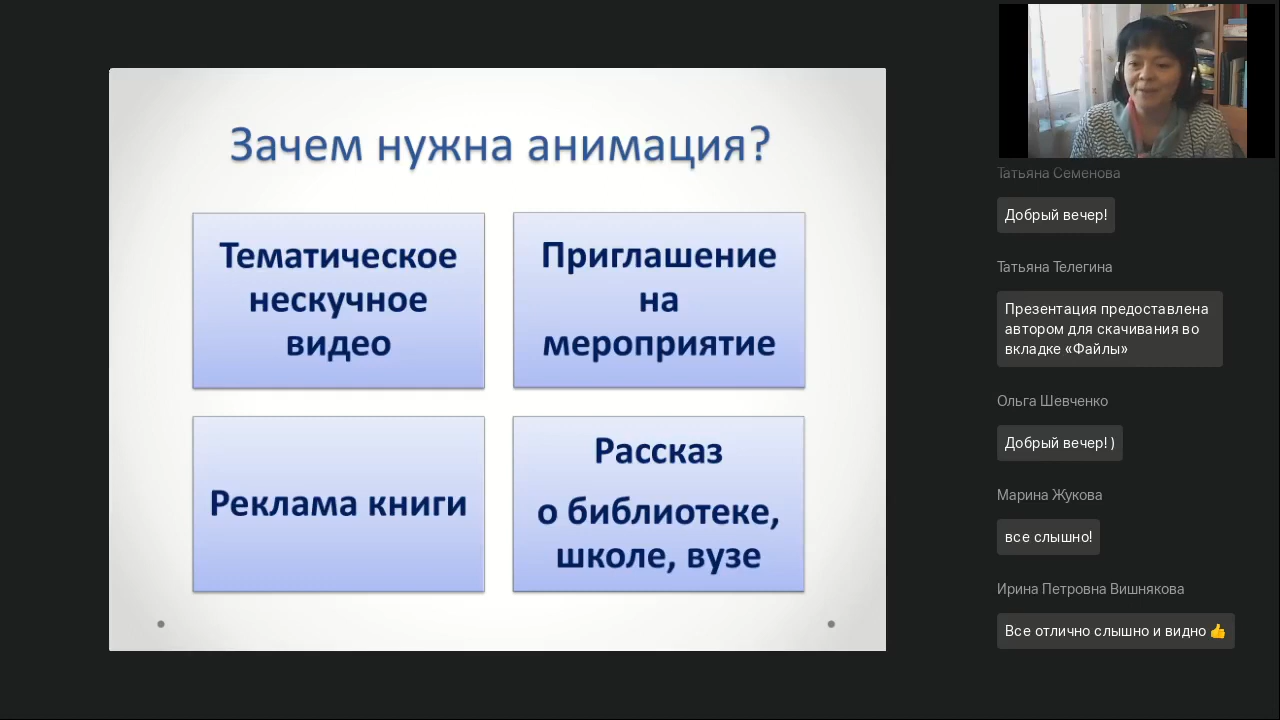 Зачем нужна анимация?
Тематическое
нескучное
видео
Приглашение
на
мероприятие
Реклама книги
Рассказ
о библиотеке,
школе, вузе
Татьяна Семенова
Добрый вечер!
Татьяна Телегина
Презентация предоставлена
автором для скачивания во
вкладке «Файлы»
Ольга Шевченко
Добрый вечер! )
Марина Жукова
все слышно!
Ирина Петровна Вишнякова
Все отлично слышно и видно 👍